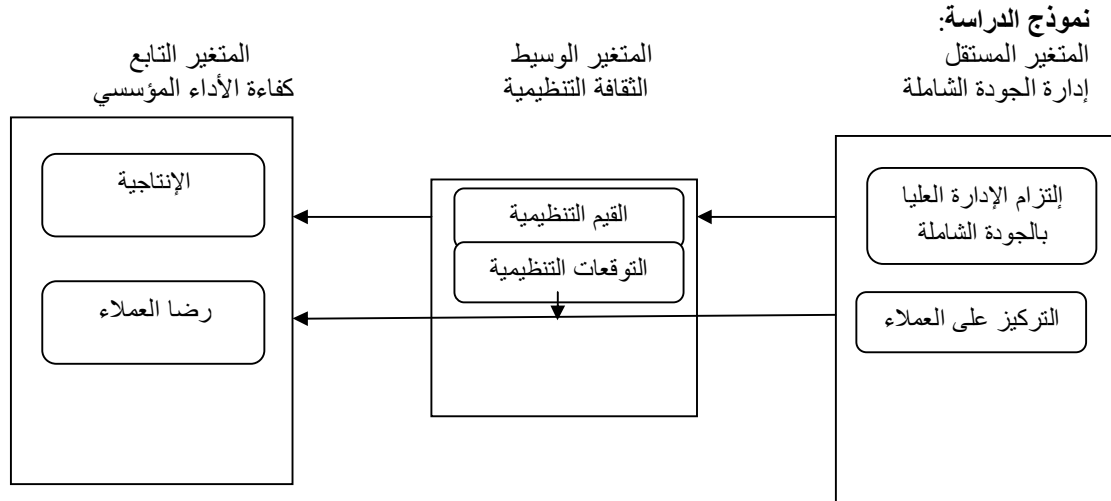 نموذج الدراسة:
المتغير المستقل
إدارة الجودة الشاملة
المتغير الوسيط
الثقافة التنظيمية
المتغير التابع
كفاءة الأداء المؤسسي
إلتزام الإدارة العليا
بالجودة الشاملة
التركيز على العملاء
القيم التنظيمية
التوقعات التنظيمية
الإنتاجية
رضا العملاء